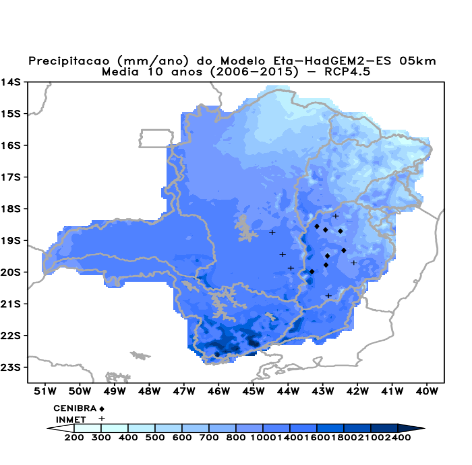 Precipitacao (mm/ano) do Modelo Eta-HadGEM2-ES 05km
Media 10 anos (2006-2015) - RCP4.5
14S
15S
16S
17S
18S
19S
20S
21S
22S
23S
51W 50W 49W 48W 47W 46W 45W 44W 43W 42W 41W 40W
CENIBRA
INMET
200 300 400 500 600 700 800 1000 1400 1600 1800 2100 2400